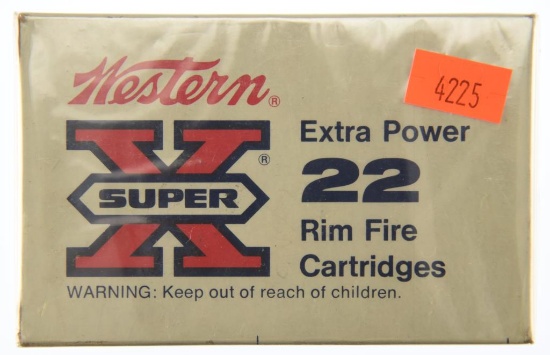 Western®
4225
SUPER X®
Extra Power
22
Rim Fire
Cartridges
WARNING: Keep out of reach of children.